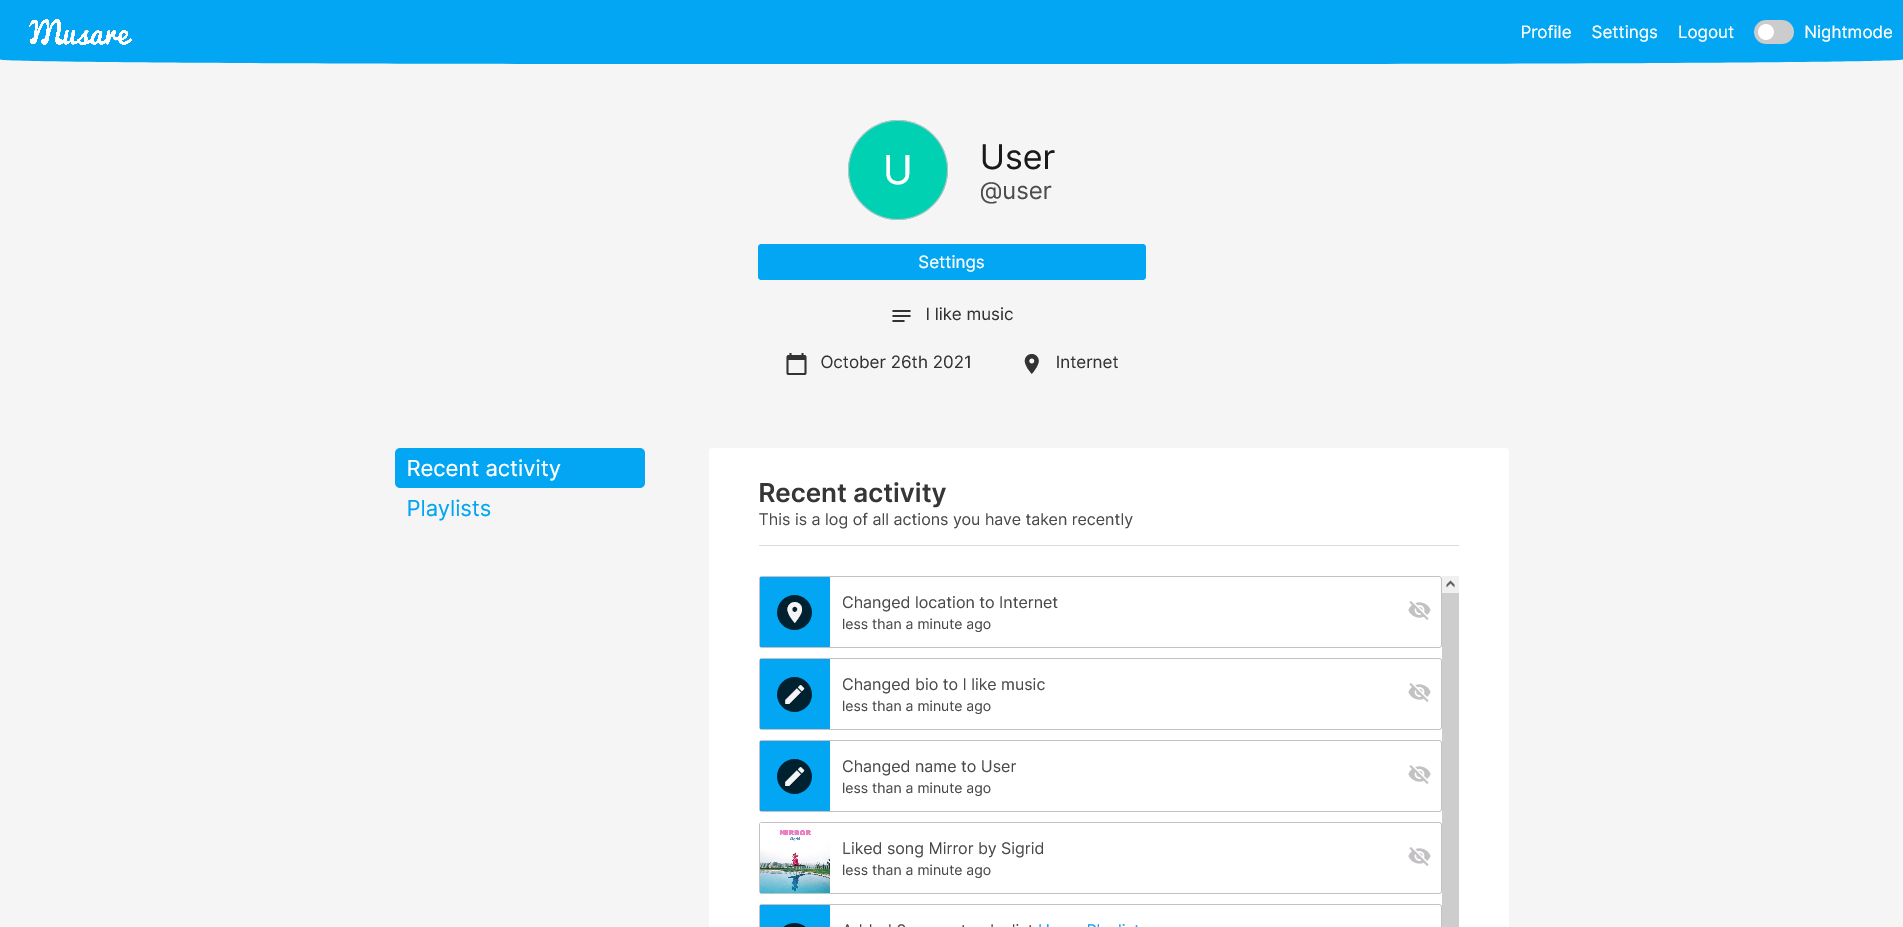 Musare
Profile Settings Logout Nightmode
U
User
@user
Settings
I like music
October 26th 2021 Internet
Recent activity
Playlists
Recent activity
This is a log of all actions you have taken recently
Changed location to Internet
less than a minute ago
Changed bio to I like music
less than a minute ago
Changed name to User
less than a minute ago
MIRROR
Sigrid
Liked song Mirror by Sigrid
less than a minute ago